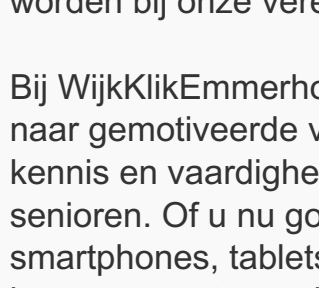 worden bij onze vere
Bij WijkKlikEmmerho
naar gemotiveerde v
kennis en vaardighe
senioren. Of u nu go
smartphones, tablets